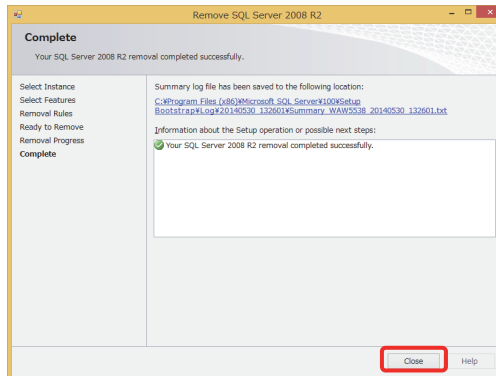 Remove SQL Server 2008 R2
Complete
Your SQL Server 2008 R2 removal completed successfully.
Select Instance
Select Features
Removal Rules
Ready to Remove
Removal Progress
Complete
Summary log file has been saved to the following location:
C:¥Program Files (x86)¥Microsoft SQL Server¥100¥Setup
Bootstrap¥Log¥20140530_132601¥Summary_WAW5538_20140530_132601.txt
Information about the Setup operation or possible next steps:
Your SQL Server 2008 R2 removal completed successfully.
Close
Help